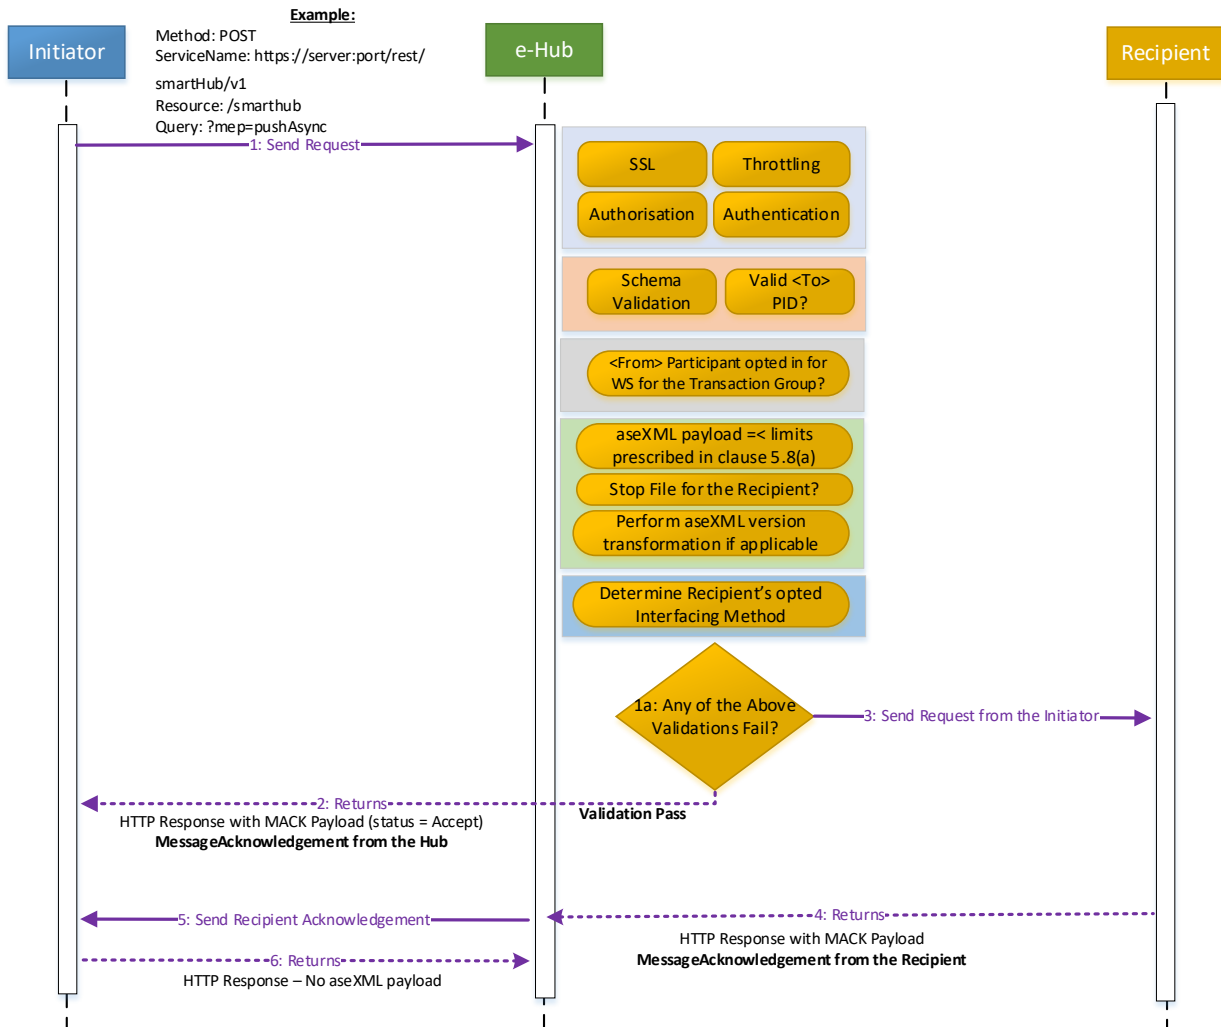 Example:
Method: POST
ServiceName: https://server:port/rest/
smartHub/v1
Resource: /smarthub
Query: ?mep=pushAsync
Initiator
e-Hub
Recipient
1: Send Request
SSL
Throttling
Authorisation
Authentication
Schema
Validation
Valid <To>
PID?
<From> Participant opted in for
WS for the Transaction Group?
aseXML payload =< limits
prescribed in clause 5.8(a)
Stop File for the Recipient?
Perform aseXML version
transformation if applicable
Determine Recipient’s opted
Interfacing Method
1a: Any of the Above
Validations Fail?
3: Send Request from the Initiator
2: Returns
HTTP Response with MACK Payload (status = Accept)
MessageAcknowledgement from the Hub
Validation Pass
5: Send Recipient Acknowledgement
4: Returns
HTTP Response with MACK Payload
MessageAcknowledgement from the Recipient
6: Returns
HTTP Response – No aseXML payload